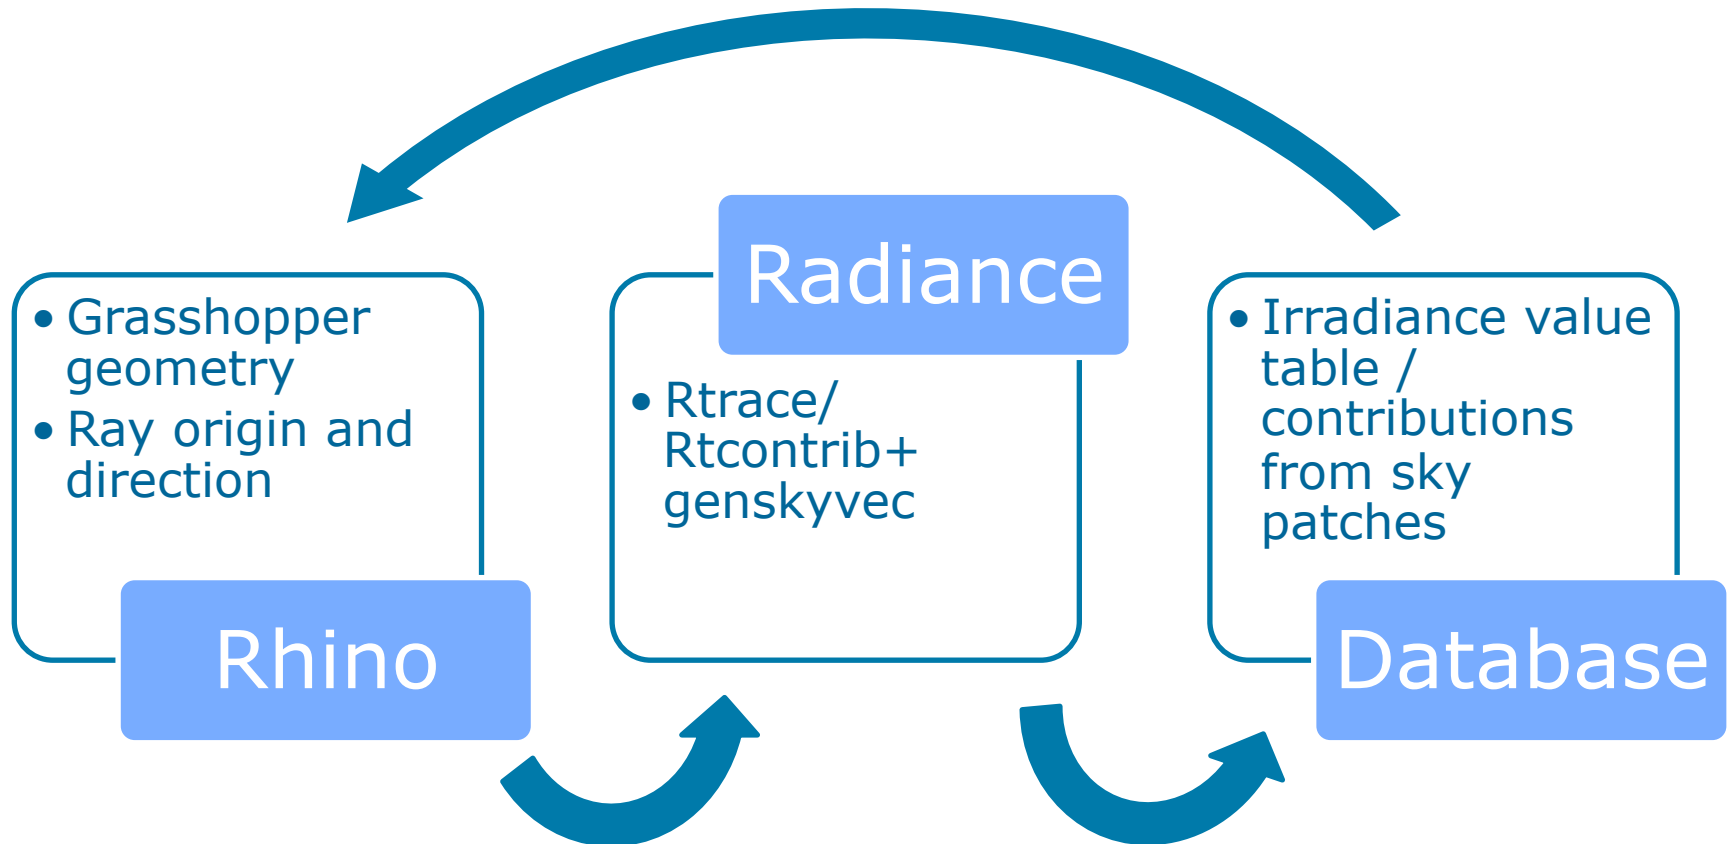 • Grasshopper
geometry
• Ray origin and
direction
Rhino
Radiance
• Rtrace/
Rtcontrib+
genskyvec
• Irradiance value
table /
contributions
from sky
patches
Database